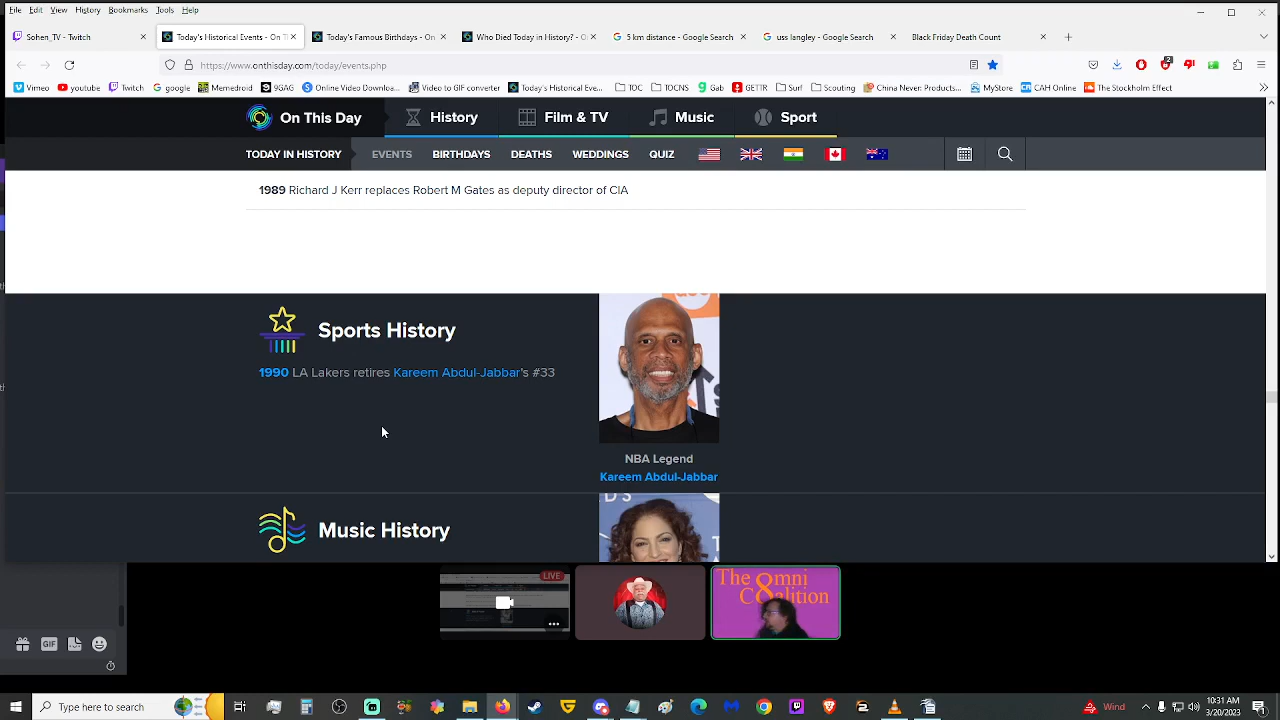 File Edit View History Bookmarks Tools Help
Sohen_TV - Twitch
Today's Historical Events - On T
Today's Famous Birthdays - On
Who Died Today in History? - O
5 km distance - Google Search
uss langley - Google Search
Black Friday Death Count
https://www.onthisday.com/today/events.php
Vimeo youtube Twitch google Memedroid 9GAG Online Video Downloa... Video to GIF converter Today's Historical Eve... TOC TOCNS Gab GETTR Surf Scouting China Never: Produc... MyStore CAH Online The Stockholm Effect
On This Day History Film & TV Music Sport
TODAY IN HISTORY EVENTS BIRTHDAYS DEATHS WEDDINGS QUIZ
1989 Richard J Kerr replaces Robert M Gates as deputy director of CIA
Sports History
1990 LA Lakers retires Kareem Abdul-Jabbar's #33
NBA Legend
Kareem Abdul-Jabbar
Music History
LIVE
The 8mni
C8alition
GIF
Type here to search
Wind
10:31 AM
3/20/2023